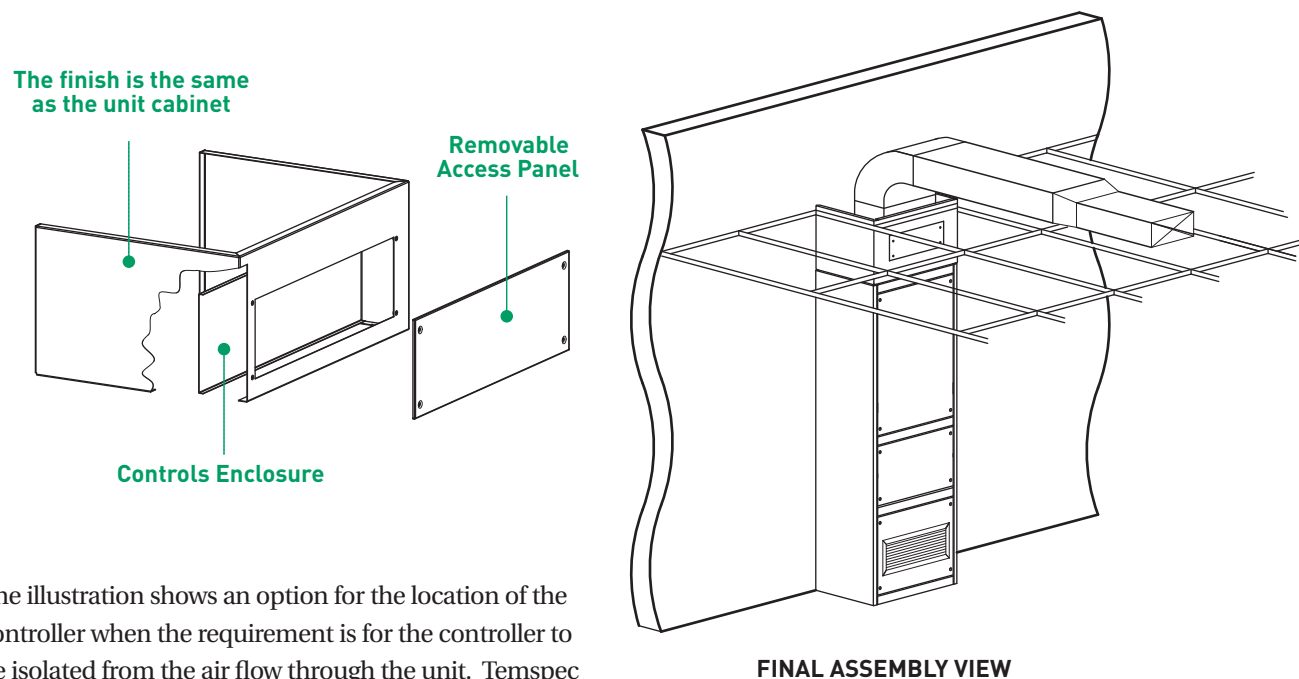 The finish is the same
as the unit cabinet
Removable
Access Panel
Controls Enclosure
illustration shows an option for the location of the
when the requirement is for the controller to
isolated from the air flow through the unit. Temspec
FINAL ASSEMBLY VIEW